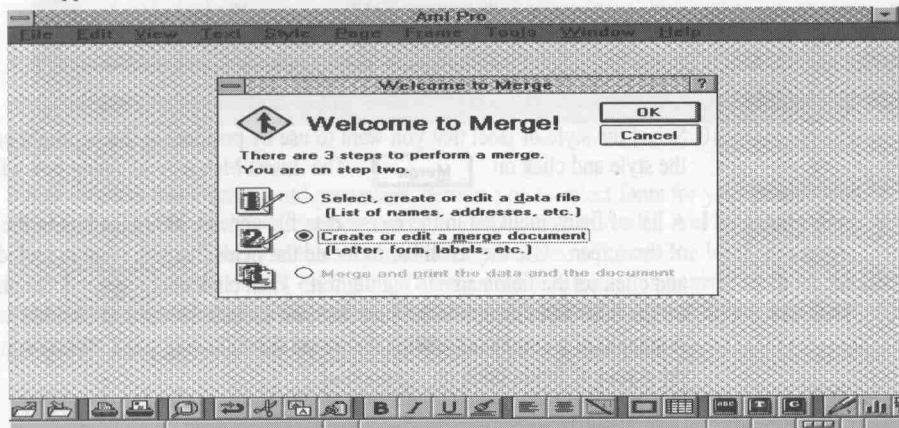 Ami Pro
File Edit View Text Style Page Frame Tools Window Help
Welcome to Merge ?
Welcome to Merge!
OK
Cancel
There are 3 steps to perform a merge.
You are on step two.
Select, create or edit a data file
(List of names, addresses, etc.)
Create or edit a merge document
(Letter, form, labels, etc.)
Merge and print the data and the document
B I U
ABC T G